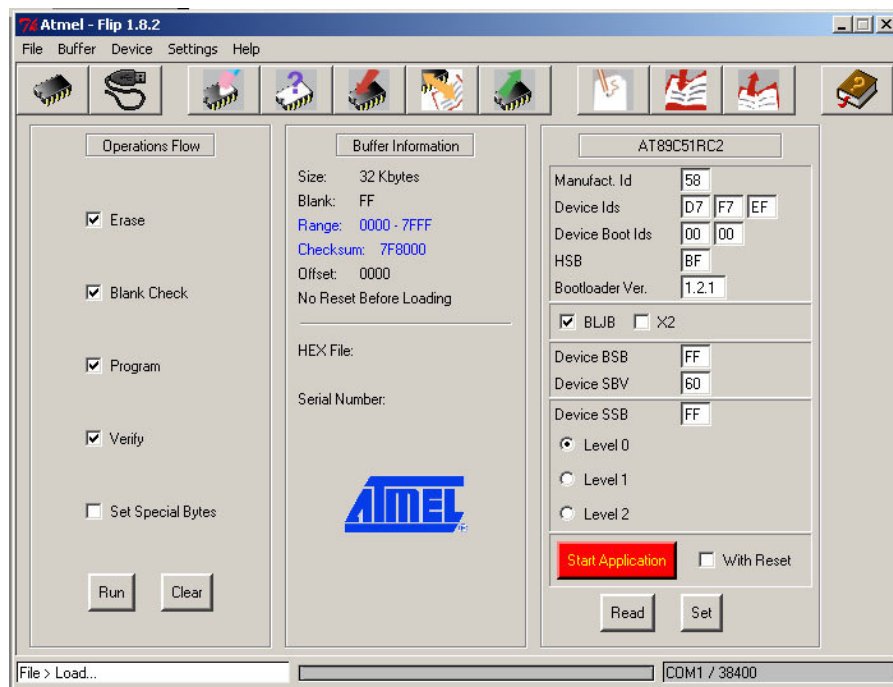 Atmel - Flip 1.8.2
File Buffer Device Settings Help
Operations Flow
Erase
Blank Check
Program
Verify
Set Special Bytes
Run Clear
Buffer Information
Size: 32 Kbytes
Blank: FF
Range: 0000 - 7FFF
Checksum: 7F8000
Offset: 0000
No Reset Before Loading
HEX File:
Serial Number:
ATMEL
AT89C51RC2
Manufact. Id 58
Device Ids D7 F7 EF
Device Boot Ids 00 00
HSB BF
Bootloader Ver. 1.2.1
BLJB X2
Device BSB FF
Device SBV 60
Device SSB FF
Level 0
Level 1
Level 2
Start Application With Reset
Read Set
File > Load...
COM1 / 38400